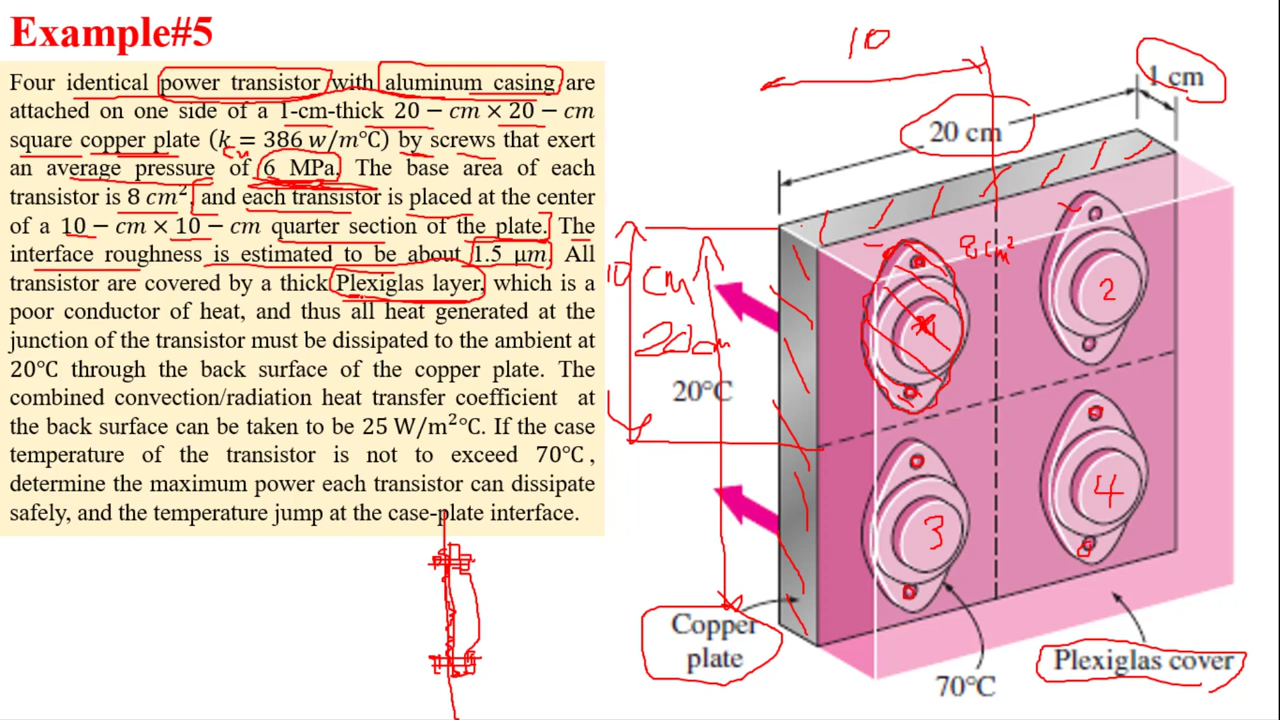 Example#5
Four identical power transistor with aluminum casing are
attached on one side of a 1-cm-thick 20 − cm × 20 − cm
square copper plate (k = 386 w/m°C) by screws that exert
cu
an average pressure of 6 MPa. The base area of each
transistor is 8 cm², and each transistor is placed at the center
of a 10 − cm × 10 − cm quarter section of the plate. The
interface roughness is estimated to be about 1.5 μm. All
transistor are covered by a thick Plexiglas layer, which is a
poor conductor of heat, and thus all heat generated at the
junction of the transistor must be dissipated to the ambient at
20°C through the back surface of the copper plate. The
combined convection/radiation heat transfer coefficient at
the back surface can be taken to be 25 W/m²°C. If the case
temperature of the transistor is not to exceed 70°C,
determine the maximum power each transistor can dissipate
safely, and the temperature jump at the case-plate interface.
10
1 cm
20 cm
8 cm²
10 cm
2
1
20cm
20°C
4
3
Copper
plate
Plexiglas cover
70°C